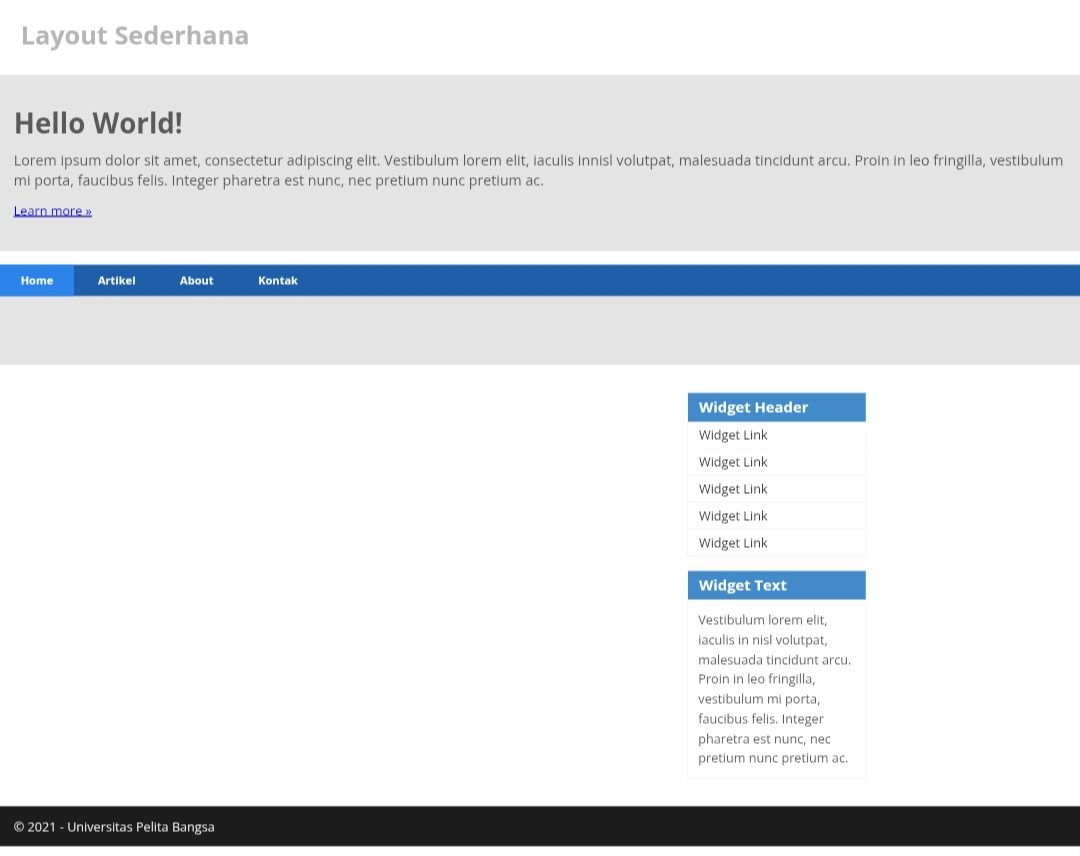 Layout Sederhana
Hello World!
Lorem ipsum dolor sit amet, consectetur adipiscing elit. Vestibulum lorem elit, iaculis innisl volutpat, malesuada tincidunt arcu. Proin in leo fringilla, vestibulum
mi porta, faucibus felis. Integer pharetra est nunc, nec pretium nunc pretium ac.
Learn more »
Home Artikel About Kontak
Widget Header
Widget Link
Widget Link
Widget Link
Widget Link
Widget Link
Widget Text
Vestibulum lorem elit,
iaculis in nisl volutpat,
malesuada tincidunt arcu.
Proin in leo fringilla,
vestibulum mi porta,
faucibus felis. Integer
pharetra est nunc, nec
pretium nunc pretium ac.
© 2021 - Universitas Pelita Bangsa